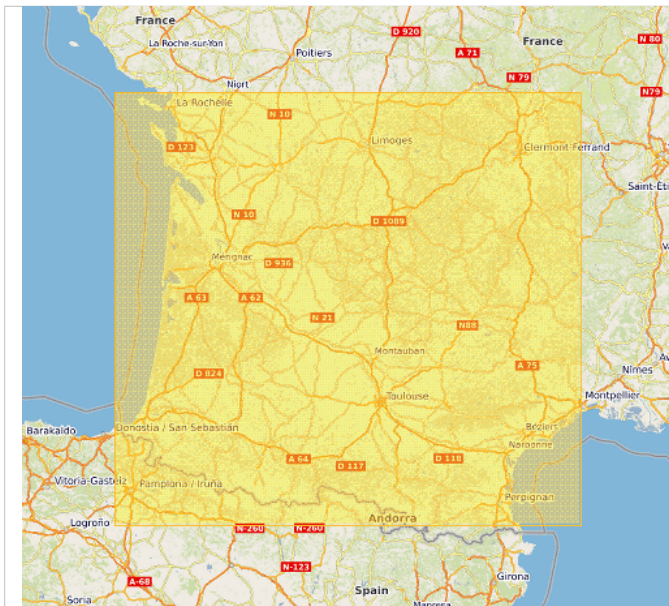 France
D 920
N 80
La Roche-sur-Yon
Poitiers
A 71
France
N 79
N79
Niort
La Rochelle
N 10
D 123
Limoges
Clermont-Ferrand
Saint-Éti
N 10
D 1089
Mérignac
D 936
A 63
A 62
N 21
N88
Montauban
A 75
Nîmes
D 824
Toulouse
Montpellier
Barakaldo
Donostia / San Sebastián
Béziers
Narbonne
A 64
D 117
D 118
Vitoria-Gasteiz
Pamplona / Iruña
Perpignan
Logroño
Andorra
N-260
N-260
N-123
A-68
Girona
Spain
Soria
Manresa